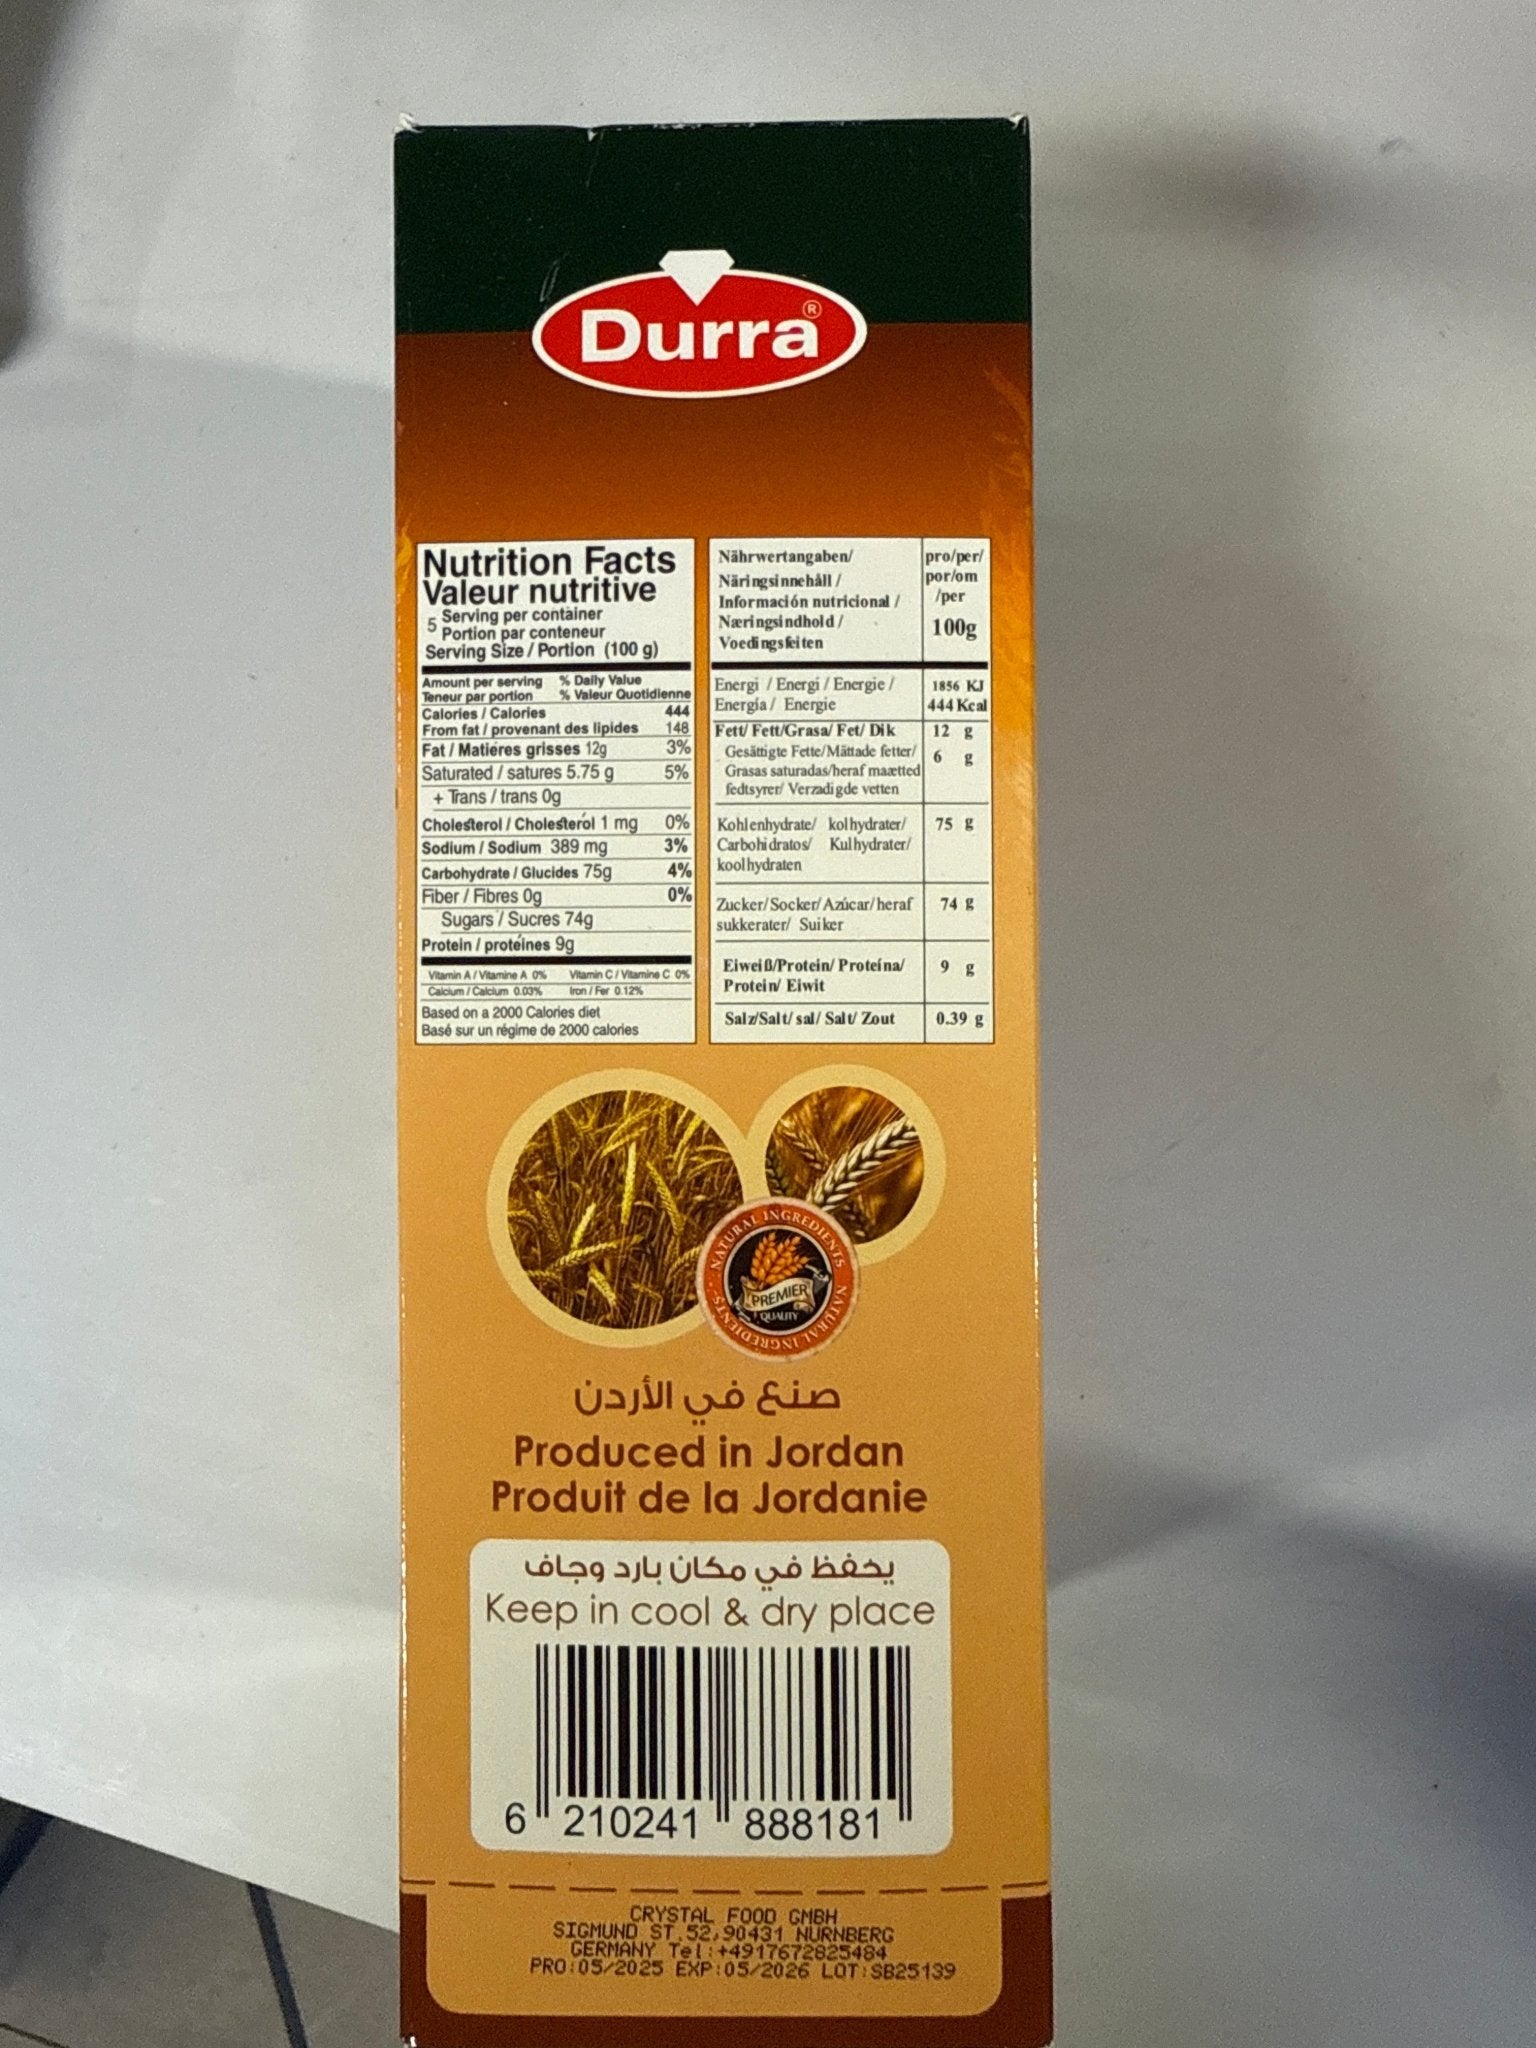 Durra®
Nutrition Facts
Valeur nutritive
5 Serving per container
Portion par conteneur
Serving Size / Portion (100 g)
Amount per serving % Daily Value
Teneur par portion % Valeur Quotidienne
Calories / Calories 444
From fat / provenant des lipides 148
Fat / Matiéres grisses 12g 3%
Saturated / satures 5.75 g 5%
+ Trans / trans 0g
Cholesterol / Cholesteról 1 mg 0%
Sodium / Sodium 389 mg 3%
Carbohydrate / Glucides 75g 4%
Fiber / Fibres 0g 0%
Sugars / Sucres 74g
Protein / protéines 9g
Vitamin A / Vitamine A 0% Vitamin C / Vitamine C 0%
Calcium / Calcium 0.03% Iron / Fer 0.12%
Based on a 2000 Calories diet
Basé sur un régime de 2000 calories
Nährwertangaben/
Näringsinnehåll /
Información nutricional /
Næringsindhold /
Voedingsfeiten
pro/per/
por/om
/per
100g
Energi / Energi / Energie / 1856 KJ
Energía / Energie 444 Kcal
Fett/ Fett/Grasa/ Fet/ Dik 12 g
Gesättigte Fette/Mättade fetter/ 6 g
Grasas saturadas/heraf maætted
fedtsyrer/ Verzadigde vetten
Kohlenhydrate/ kolhydrater/ 75 g
Carbohidratos/ Kulhydrater/
koolhydraten
Zucker/Socker/Azúcar/heraf 74 g
sukkerater/ Suiker
Eiweiß/Protein/ Proteína/ 9 g
Protein/ Eiwit
Salz/Salt/ sal/ Salt/ Zout 0.39 g
NATURAL INGREDIENTS
PREMIER
QUALITY
NATURAL INGREDIENTS
صنع في الأردن
Produced in Jordan
Produit de la Jordanie
يحفظ في مكان بارد وجاف
Keep in cool & dry place
6 210241 888181
CRYSTAL FOOD GMBH
SIGMUND ST.52,90431 NURNBERG
GERMANY Tel:+4917672825484
PRO:05/2025 EXP:05/2026 LOT:SB25139